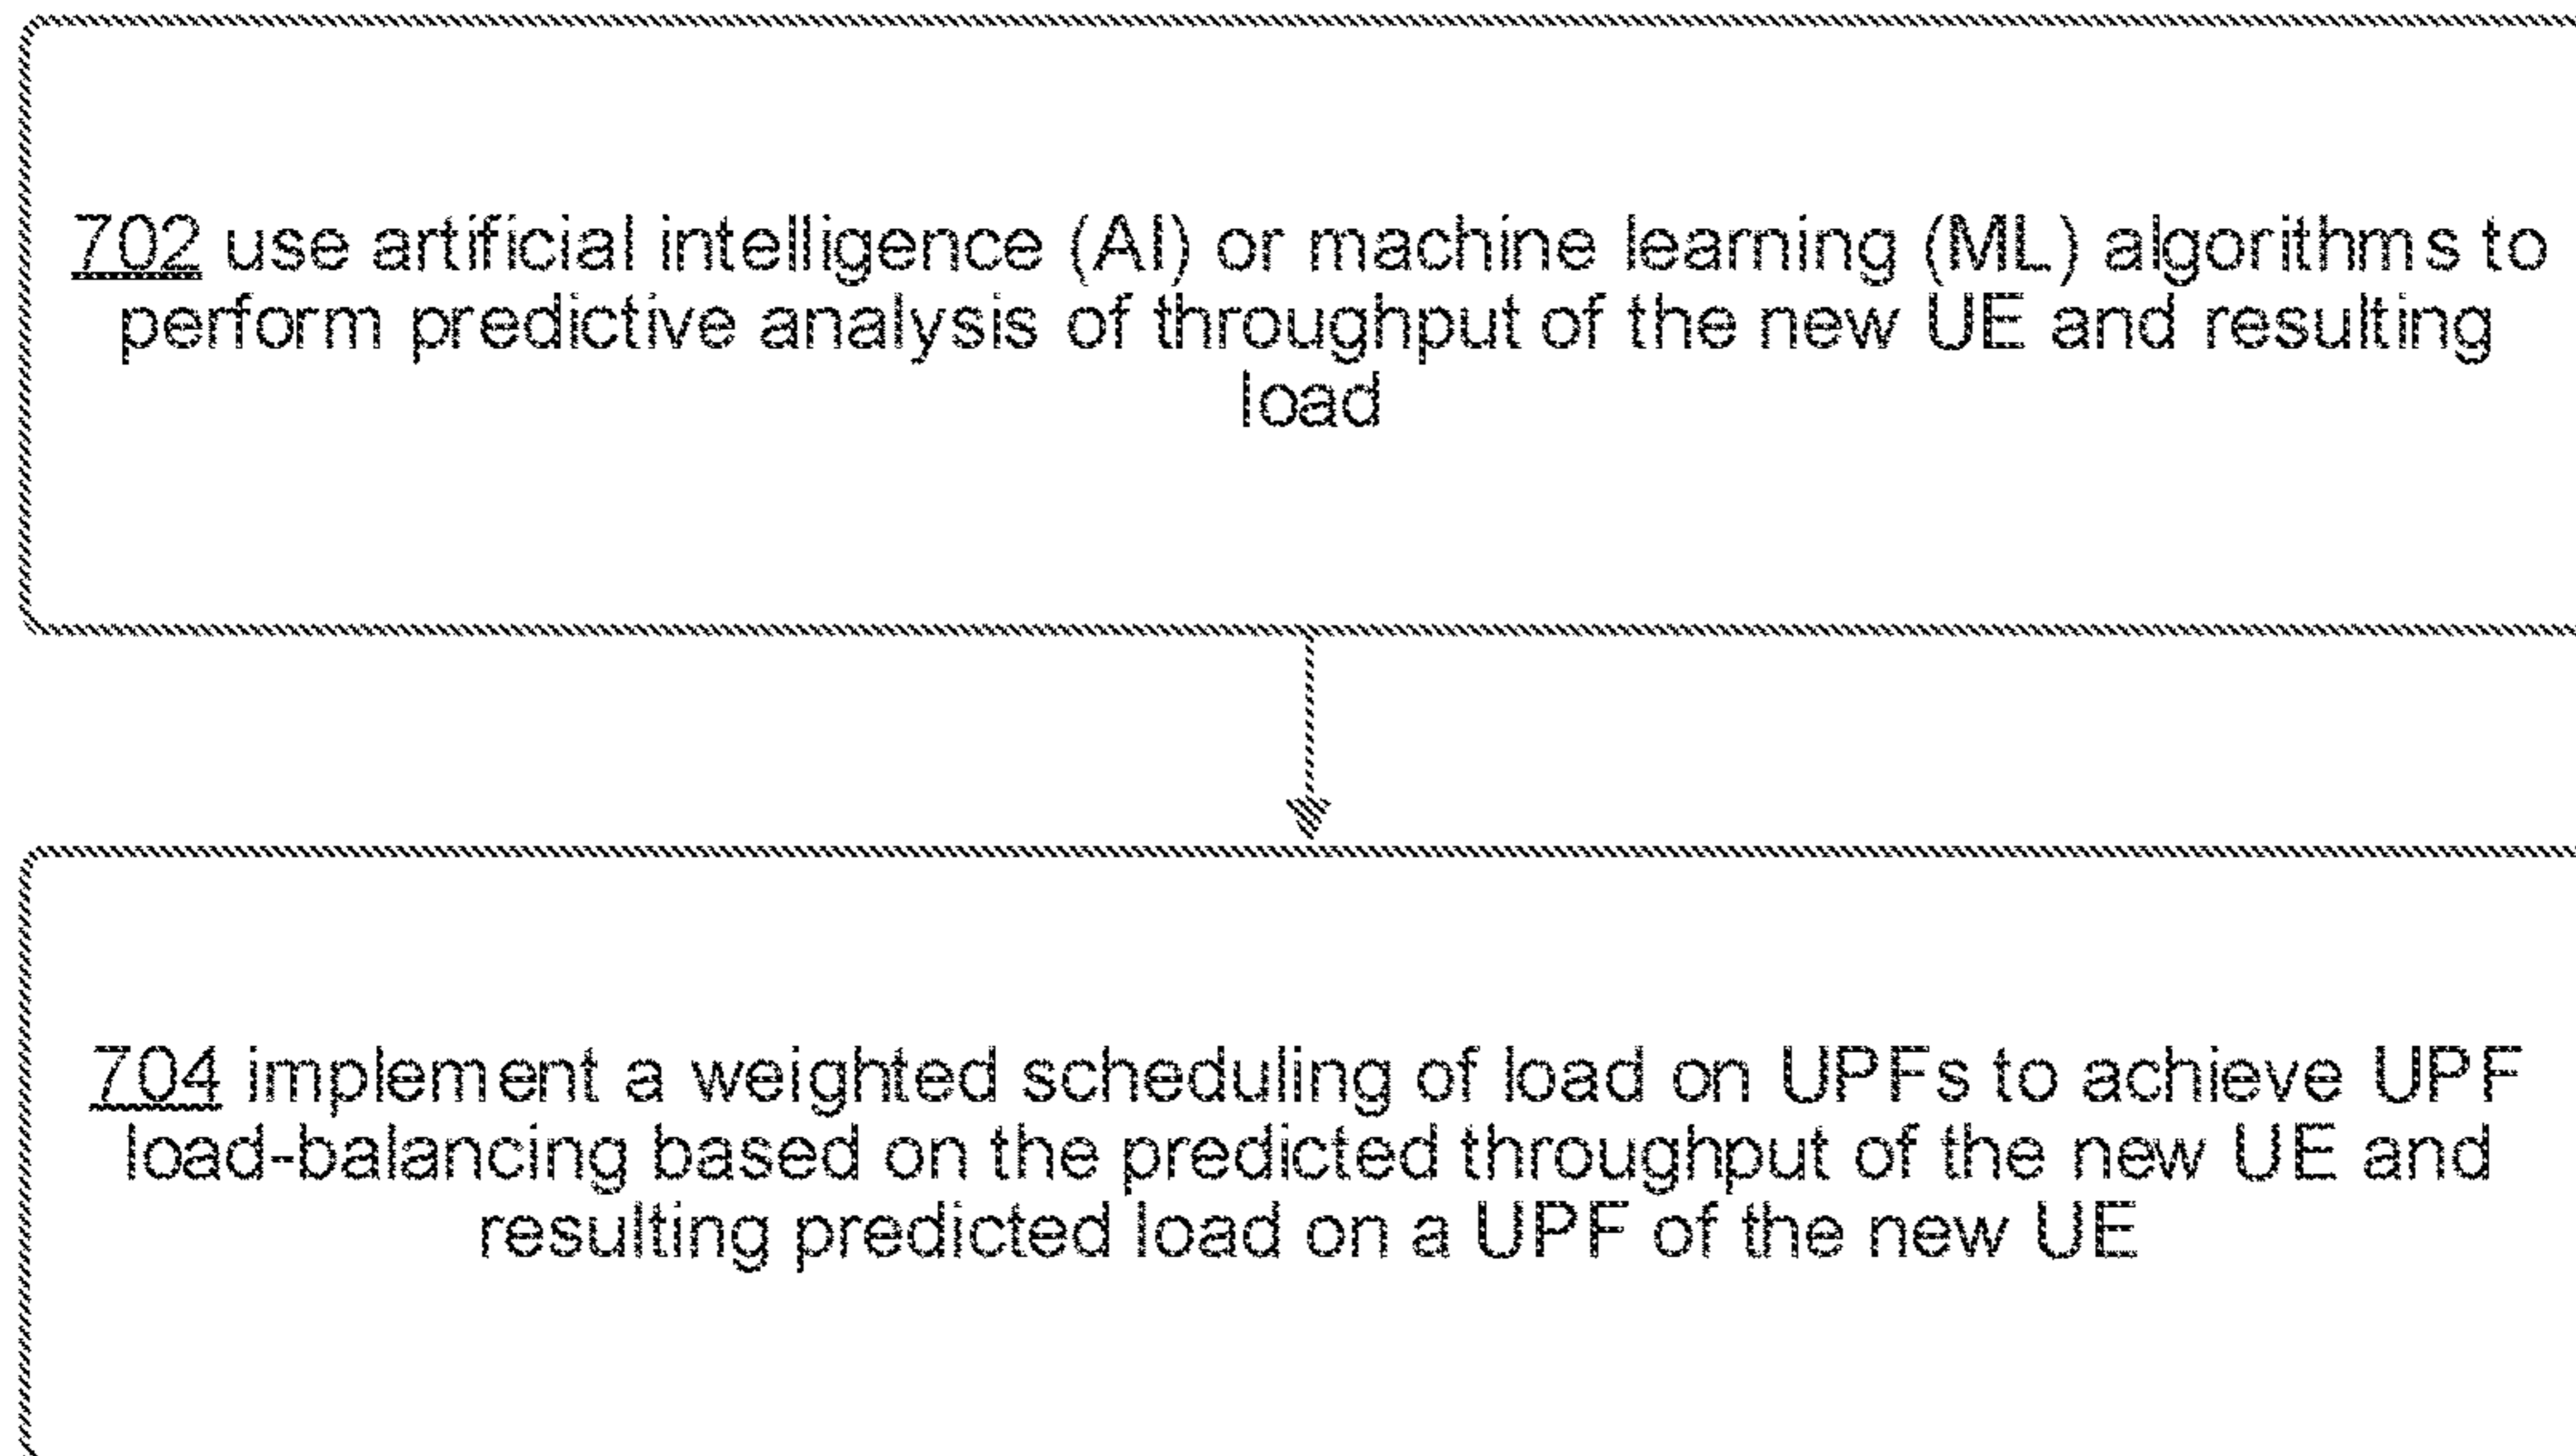 702 use artificial intelligence (AI) or machine learning (ML) algorithms to
perform predictive analysis of throughput of the new UE and resulting
load
704 implement a weighted scheduling of load on UPFs to achieve UPF
load-balancing based on the predicted throughput of the new UE and
resulting predicted load on a UPF of the new UE